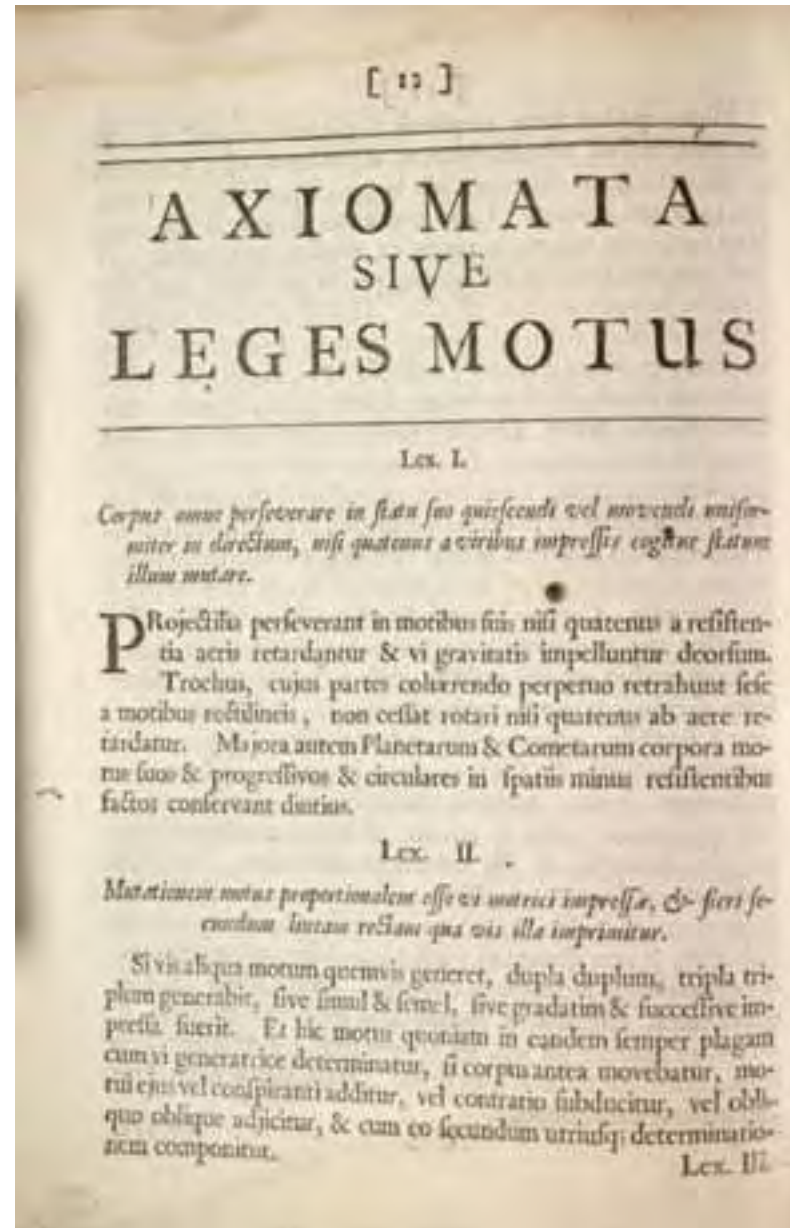 [ 12 ]
AXIOMATA
SIVE
LEGES MOTUS
Lex. I.
Corpus omne perſeverare in ſtatu ſuo quieſcendi vel movendi unifor-
miter in directum, niſi quatenus a viribus impreſſis cogitur ſtatum
illum mutare.
PRojectilia perſeverant in motibus ſuis niſi quatenus a reſiſten-
tia aeris retardantur & vi gravitatis impelluntur deorſum.
Trochus, cujus partes cohærendo perpetuo retrahunt ſeſe
a motibus rectilineis, non ceſſat rotari niſi quatenus ab aere re-
tardatur. Majora autem Planetarum & Cometarum corpora mo-
tus ſuos & progreſſivos & circulares in ſpatiis minus reſiſtentibus
factos conſervant diutius.
Lex. II.
Mutationem motus proportionalem eſſe vi motrici impreſſæ, & fieri ſe-
cundum lineam rectam qua vis illa imprimitur.
Si vis aliqua motum quemvis generet, dupla duplum, tripla tri-
plum generabit, ſive ſimul & ſemel, ſive gradatim & ſucceſſive im-
preſſa fuerit. Et hic motus quoniam in eandem ſemper plagam
cum vi generatrice determinatur, ſi corpus antea movebatur, mo-
tui ejus vel conſpiranti additur, vel contrario ſubducitur, vel obli-
quo oblique adjicitur, & cum eo ſecundum utriuſq; determinatio-
nem componitur.
Lex. III.